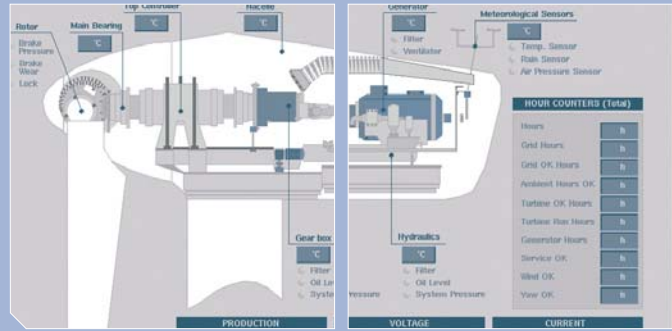 Top Controller
°C
Nacelle
Generator
°C
Filter
Ventilator
Meteorological Sensors
°C
Temp. Sensor
Rain Sensor
Air Pressure Sensor
Rotor
Brake
Pressure
Brake
Wear
Lock
Main Bearing
°C
HOUR COUNTERS (Total)
Hours h
Grid Hours h
Grid OK Hours h
Ambient Hours OK h
Turbine OK Hours h
Turbine Run Hours h
Generator Hours h
Service OK h
Wind OK h
Yaw OK h
Gear box
°C
Filter
Oil Level
System Pressure
Hydraulics
°C
Filter
Oil Level
System Pressure
PRODUCTION
VOLTAGE
CURRENT